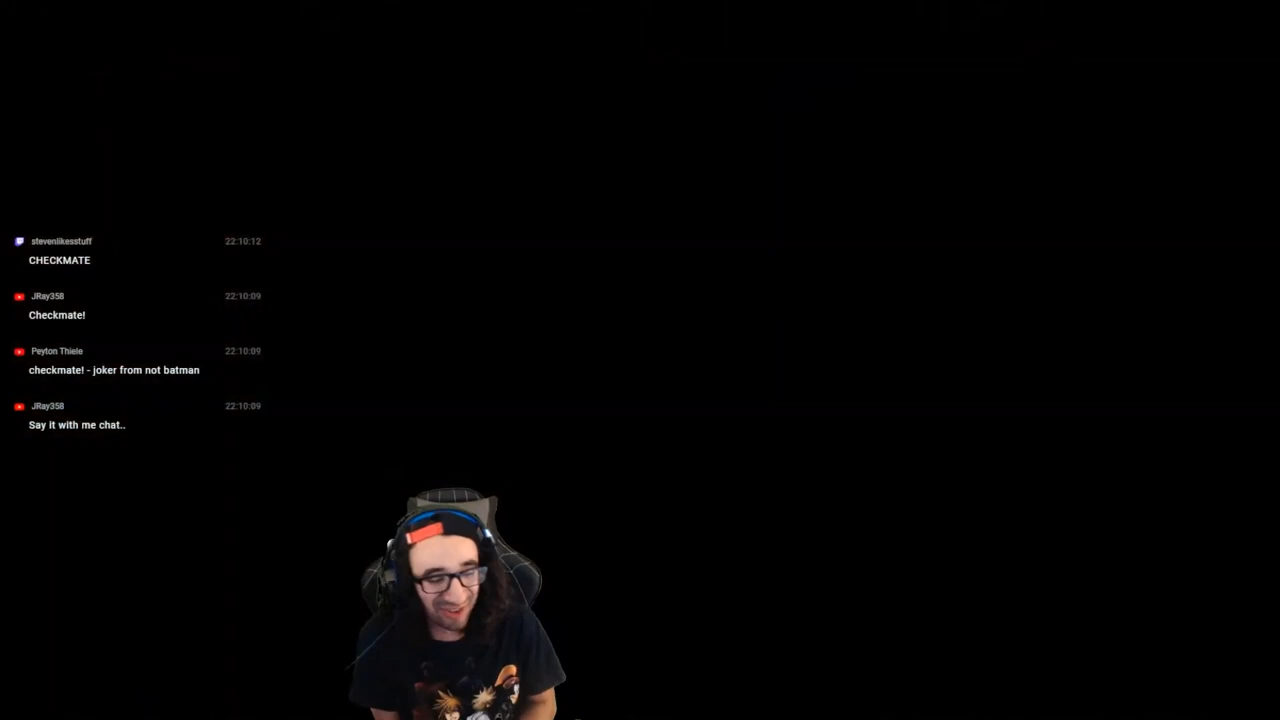 stevenlikesstuff 22:10:12
CHECKMATE
JRay358 22:10:09
Checkmate!
Peyton Thiele 22:10:09
checkmate! - joker from not batman
JRay358 22:10:09
Say it with me chat..